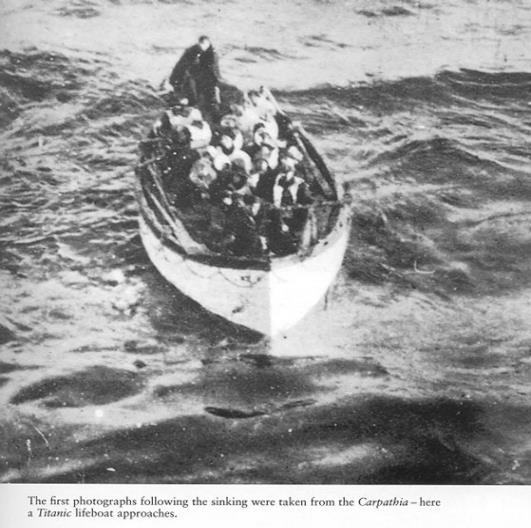 The first photographs following the sinking were taken from the Carpathia – here
a Titanic lifeboat approaches.